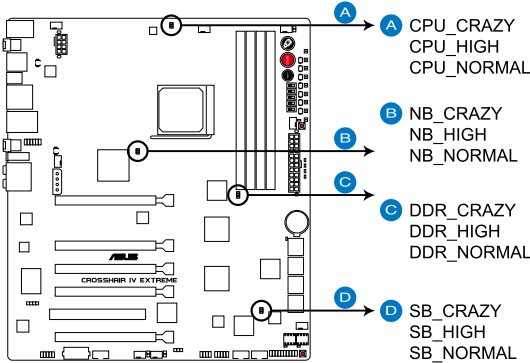 A
A CPU_CRAZY
CPU_HIGH
CPU_NORMAL
B NB_CRAZY
B
NB_HIGH
NB_NORMAL
C
C DDR_CRAZY
DDR_HIGH
DDR_NORMAL
ASUS
CROSSHAIR IV EXTREME
D
D SB_CRAZY
SB_HIGH
SB_NORMAL